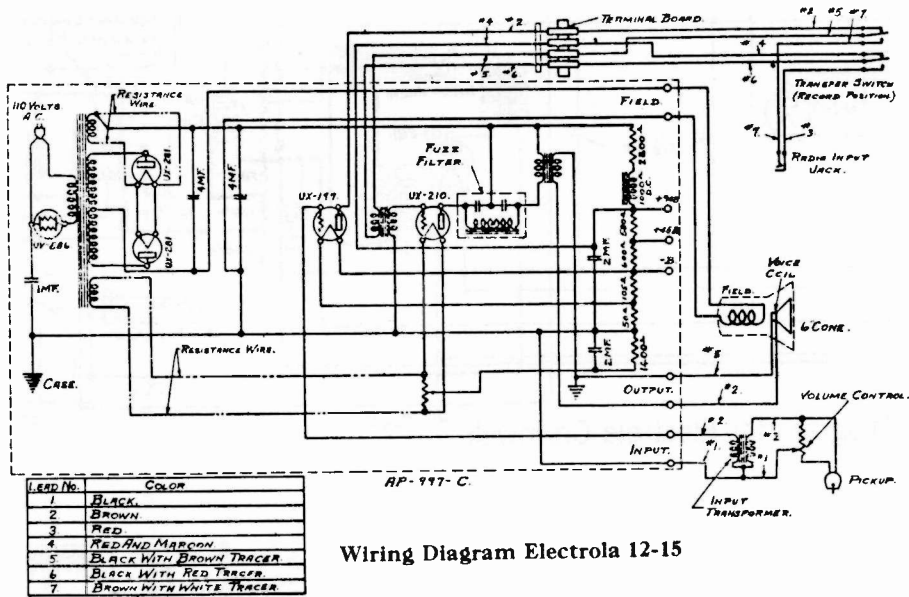 TERMINAL BOARD.
#4
#2
#5
#6
#2
#5
#7
#4
#6
TRANSFER SWITCH
(RECORD POSITION)
#7
#3
RADIO INPUT
JACK.
110 VOLTS
A.C.
RESISTANCE
WIRE
UX-281.
UX-281
UV-886
1 MF.
CASE.
RESISTANCE WIRE.
4 MF.
4 MF.
UX-199.
UX-210.
FUZZ
FILTER.
FIELD.
+90B
+45B
-B
2 MF.
2 MF.
FIELD.
VOICE
COIL
6" CONE.
#2
OUTPUT.
#2
#1
INPUT.
#2
#1
INPUT
TRANSFORMER.
VOLUME CONTROL.
PICKUP.
AP-997-C.
LEAD No. COLOR
1 BLACK.
2 BROWN.
3 RED.
4 RED AND MAROON
5 BLACK WITH BROWN TRACER.
6 BLACK WITH RED TRACER.
7 BROWN WITH WHITE TRACER.
Wiring Diagram Electrola 12-15